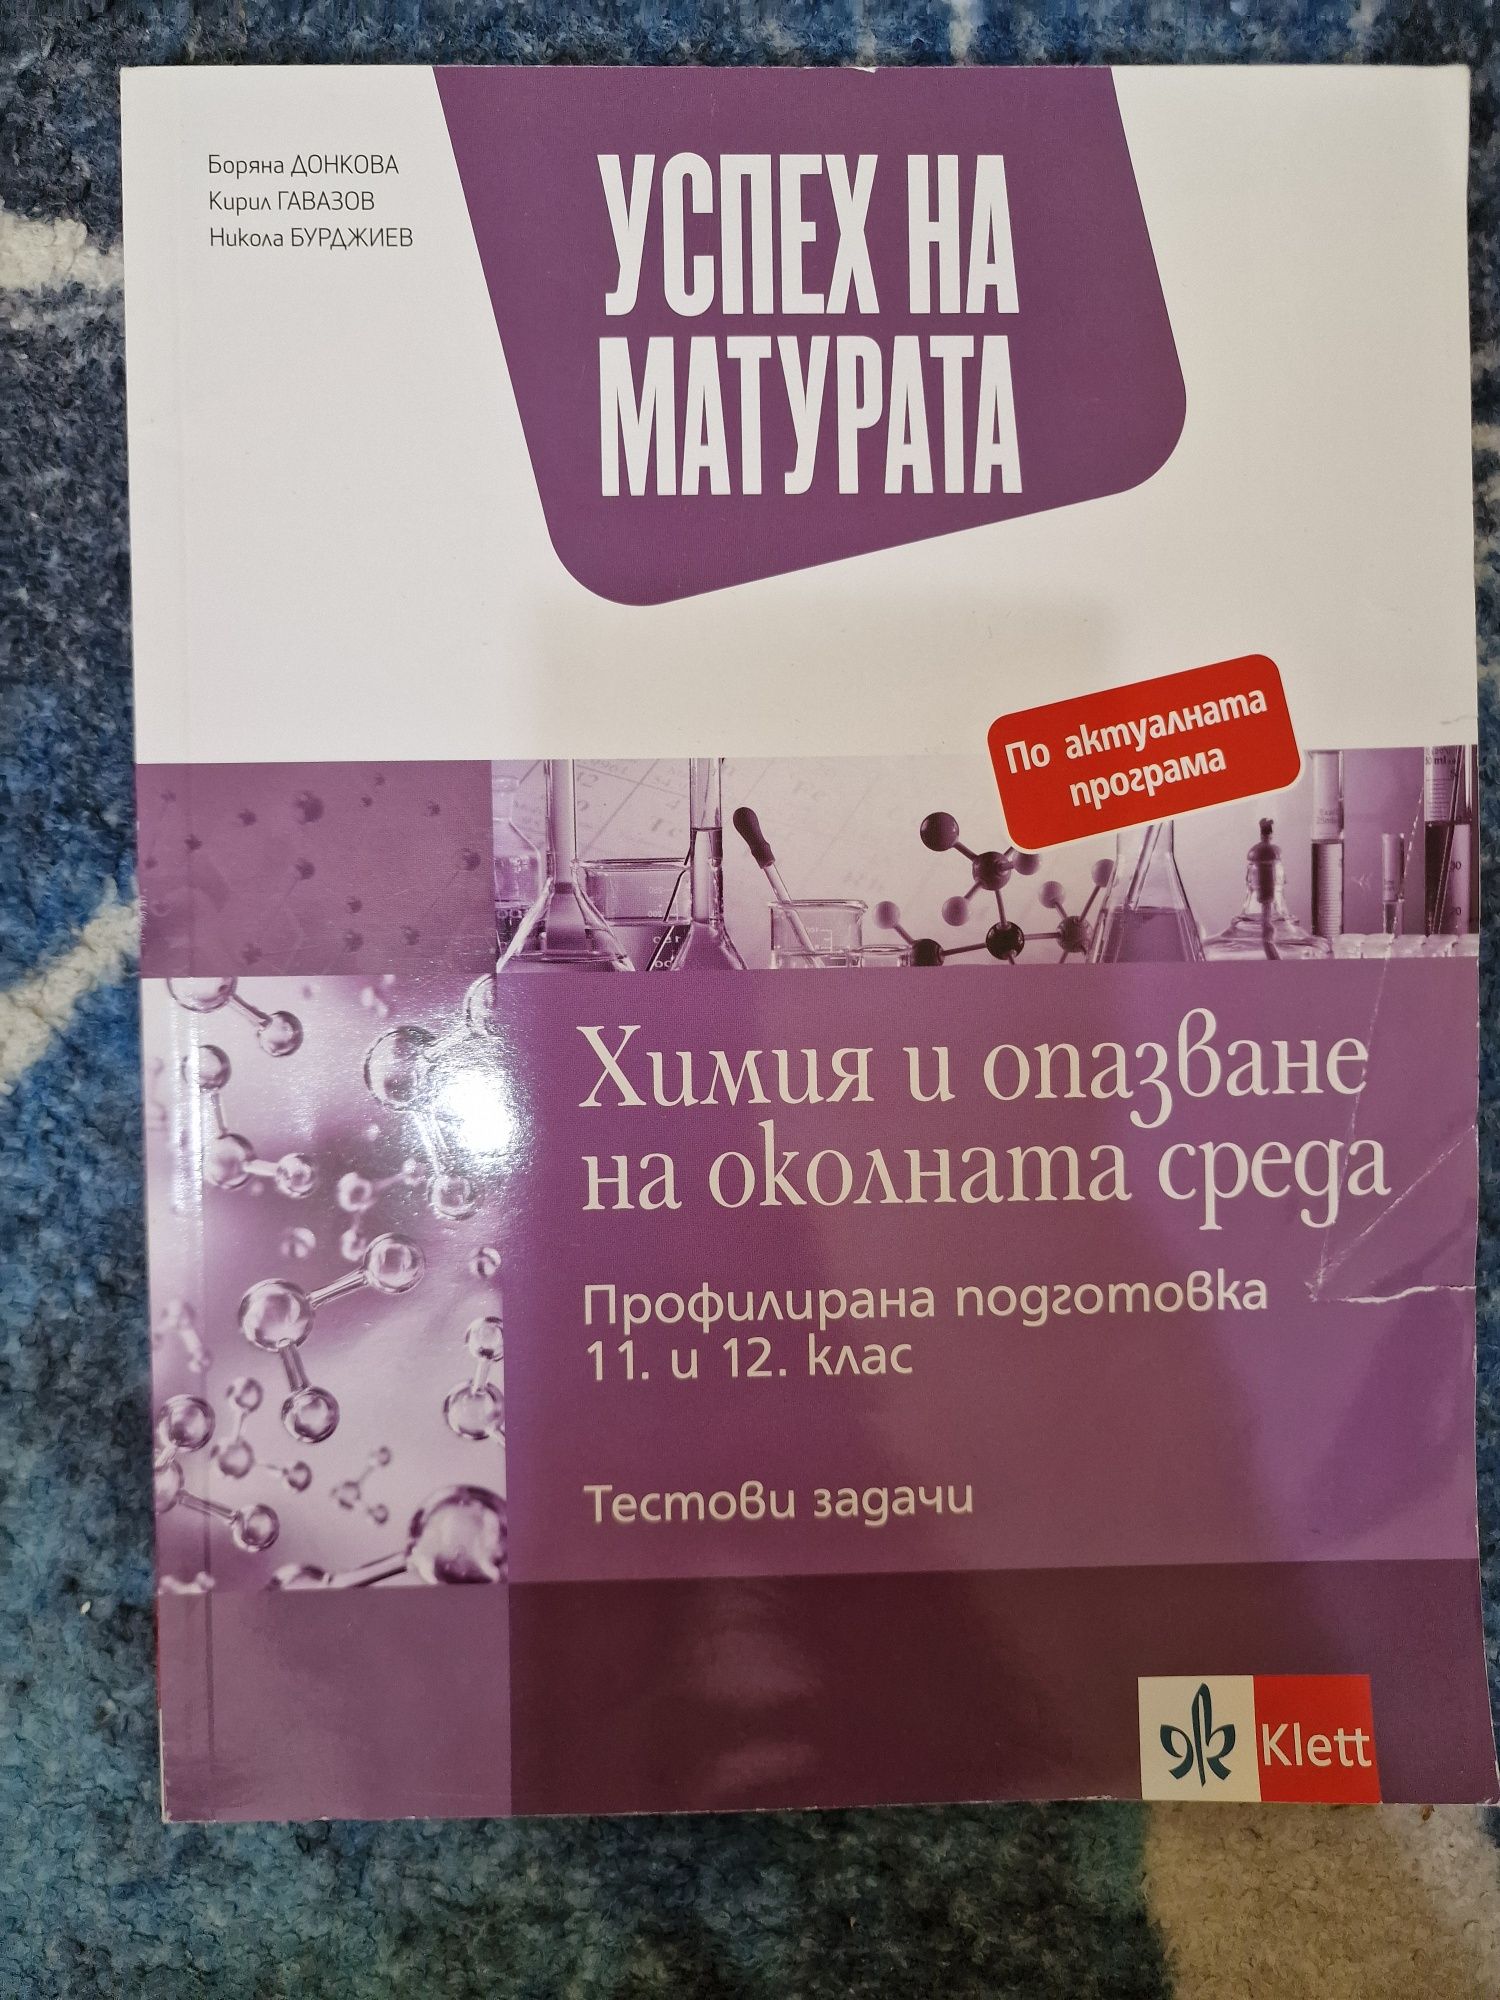 Боряна ДОНКОВА
Кирил ГАВАЗОВ
Никола БУРДЖИЕВ
УСПЕХ НА
МАТУРАТА
По актуалната
програма
Химия и опазване
на околната среда
Профилирана подготовка
11. и 12. клас
Тестови задачи
Klett